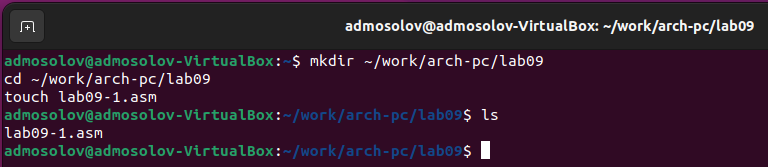 admosolov@admosolov-VirtualBox: ~/work/arch-pc/lab09
admosolov@admosolov-VirtualBox:~$ mkdir ~/work/arch-pc/lab09
cd ~/work/arch-pc/lab09
touch lab09-1.asm
admosolov@admosolov-VirtualBox:~/work/arch-pc/lab09$ ls
lab09-1.asm
admosolov@admosolov-VirtualBox:~/work/arch-pc/lab09$